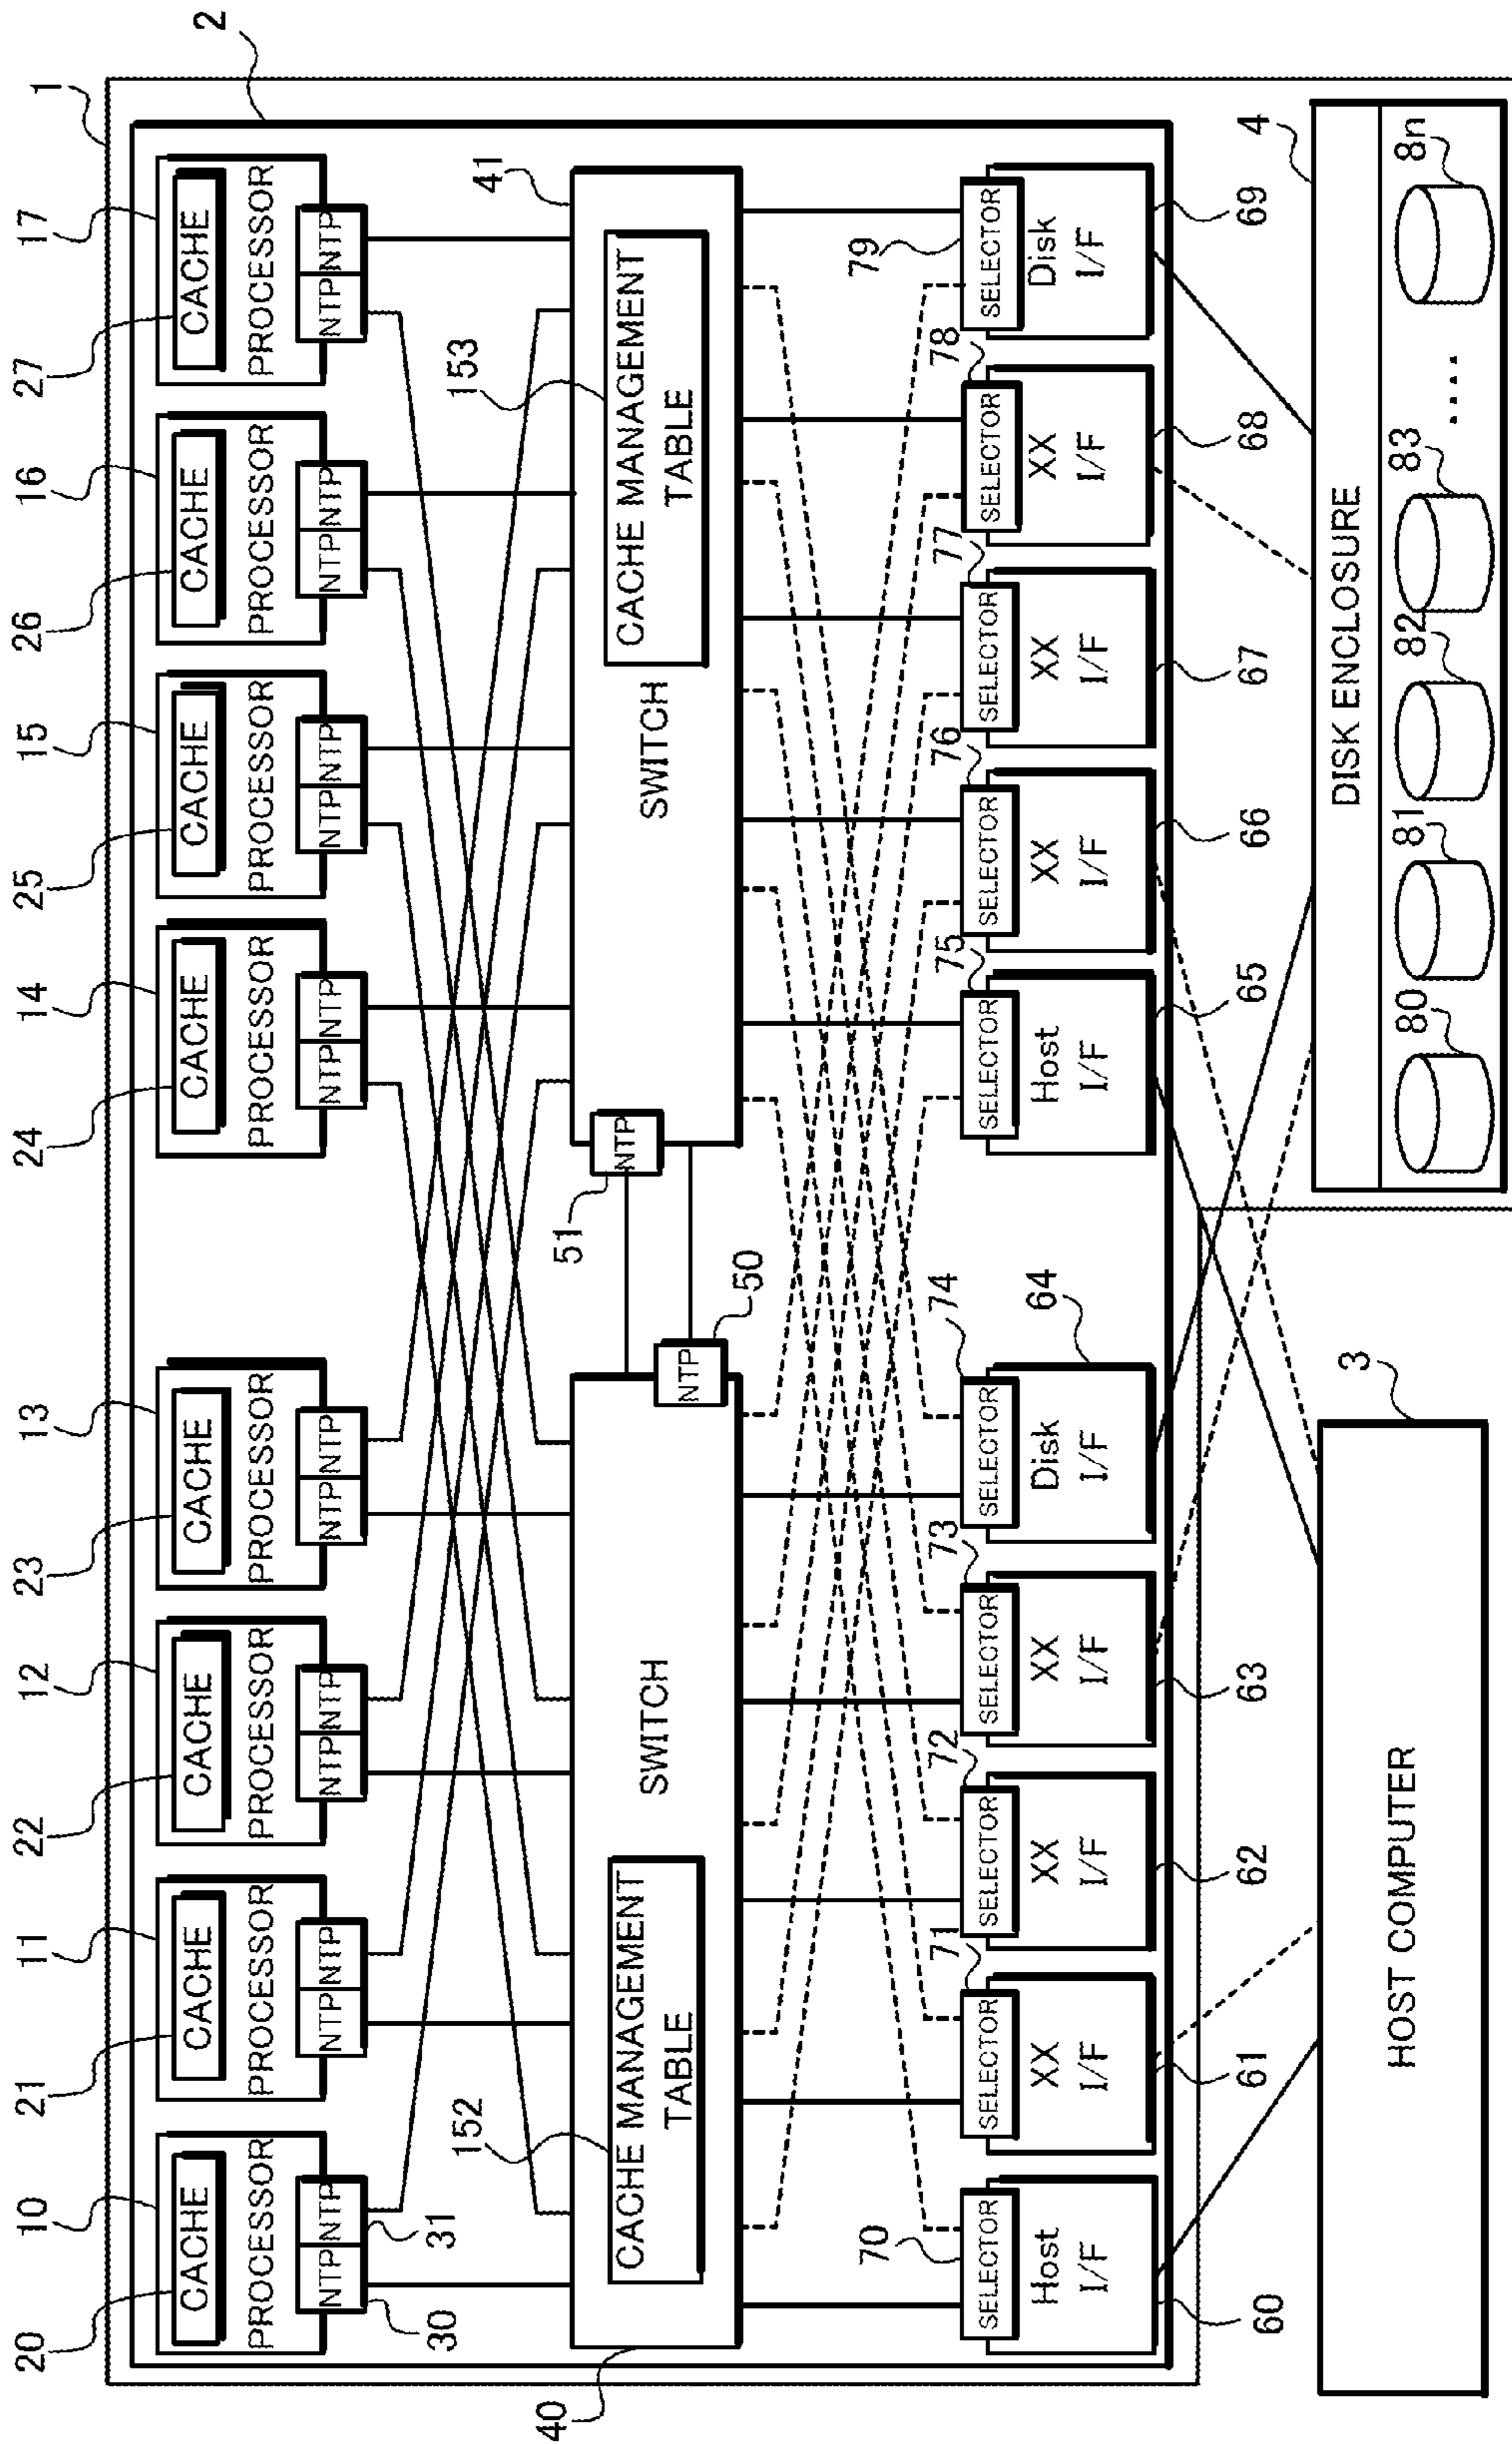 1
2
10
11
12
13
14
15
16
17
20
21
22
23
24
25
26
27
CACHE
CACHE
CACHE
CACHE
CACHE
CACHE
CACHE
CACHE
PROCESSOR
PROCESSOR
PROCESSOR
PROCESSOR
PROCESSOR
PROCESSOR
PROCESSOR
PROCESSOR
NTP NTP
NTP NTP
NTP NTP
NTP NTP
NTP NTP
NTP NTP
NTP NTP
NTP NTP
30
31
40
41
152
153
CACHE MANAGEMENT
TABLE
SWITCH
NTP
50
51
NTP
SWITCH
CACHE MANAGEMENT
TABLE
70
71
72
73
74
75
76
77
78
79
SELECTOR
SELECTOR
SELECTOR
SELECTOR
SELECTOR
SELECTOR
SELECTOR
SELECTOR
SELECTOR
SELECTOR
Host
I/F
XX
I/F
XX
I/F
XX
I/F
Disk
I/F
Host
I/F
XX
I/F
XX
I/F
XX
I/F
Disk
I/F
60
61
62
63
64
65
66
67
68
69
3
HOST COMPUTER
4
DISK ENCLOSURE
80
81
82
83
....
8n